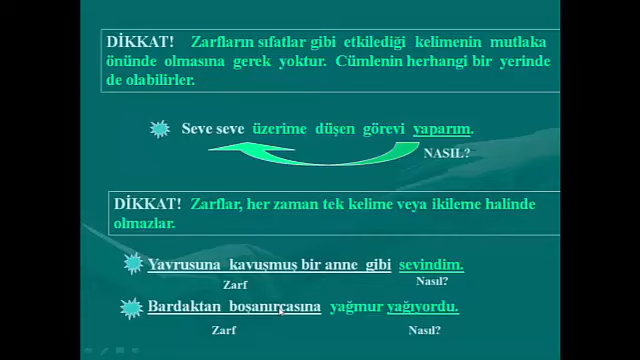 DİKKAT! Zarfların sıfatlar gibi etkilediği kelimenin mutlaka
önünde olmasına gerek yoktur. Cümlenin herhangi bir yerinde
de olabilirler.
Seve seve üzerime düşen görevi yaparım.
NASIL?
DİKKAT! Zarflar, her zaman tek kelime veya ikileme halinde
olmazlar.
Yavrusuna kavuşmuş bir anne gibi sevindim.
Zarf Nasıl?
Bardaktan boşanırcasına yağmur yağıyordu.
Zarf Nasıl?